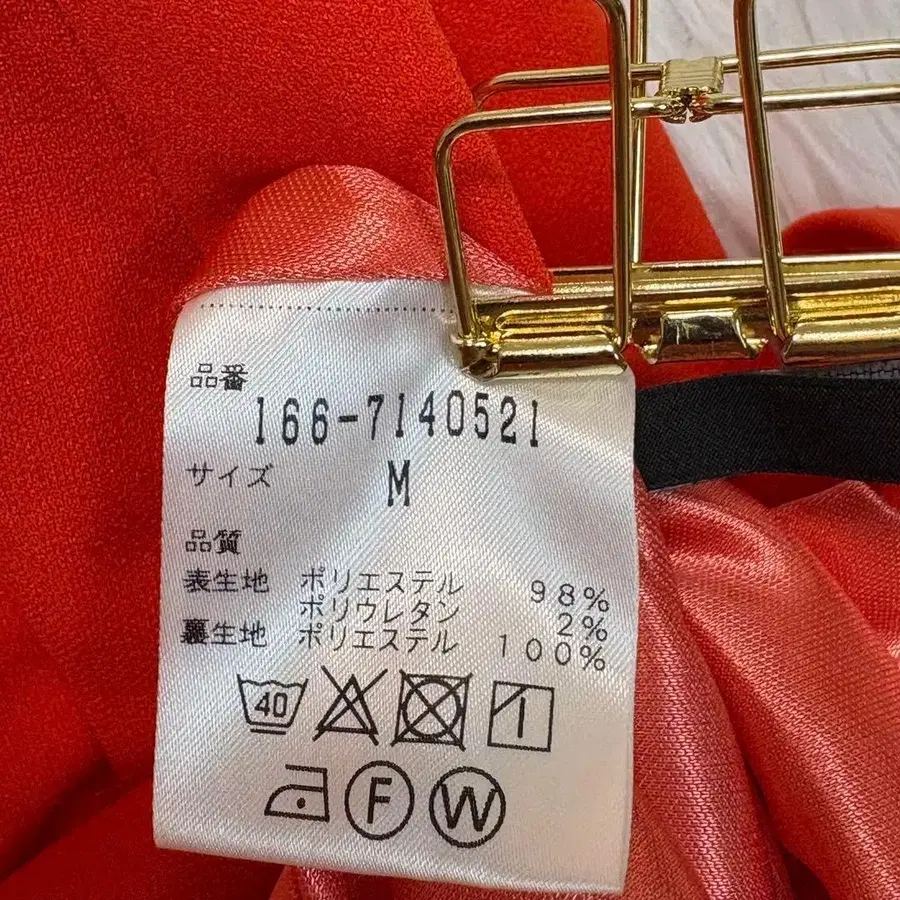 品番
166-7140521
サイズ M
品質
表生地 ポリエステル 98%
ポリウレタン 2%
裏生地 ポリエステル 100%
40
F W